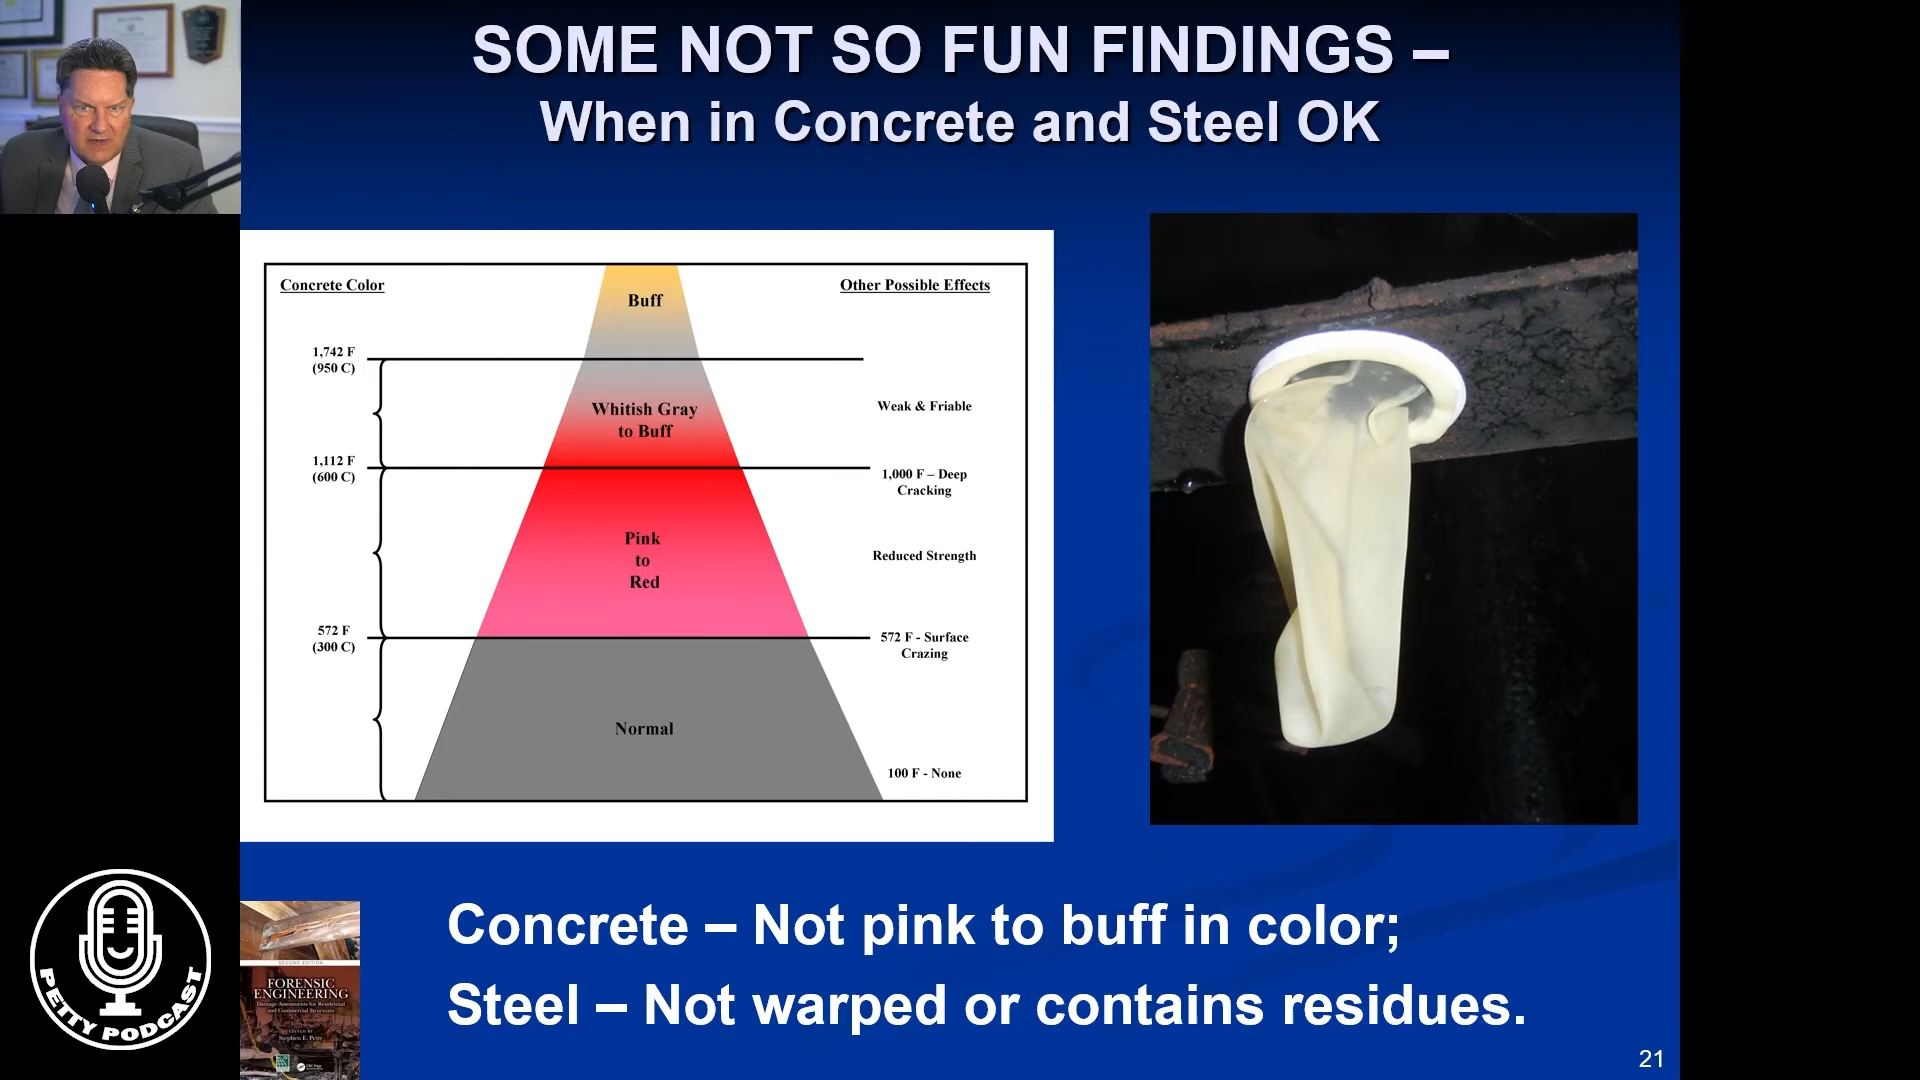 SOME NOT SO FUN FINDINGS –
When in Concrete and Steel OK
Concrete Color
Other Possible Effects
Buff
1,742 F
(950 C)
Weak & Friable
Whitish Gray
to Buff
1,112 F
(600 C)
1,000 F – Deep
Cracking
Pink
to
Red
Reduced Strength
572 F
(300 C)
572 F - Surface
Crazing
Normal
100 F - None
Concrete – Not pink to buff in color;
Steel – Not warped or contains residues.
PETTY PODCAST
SECOND EDITION
FORENSIC
ENGINEERING
Damage Assessments for Residential
and Commercial Structures
EDITED BY
Stephen E. Petty
21